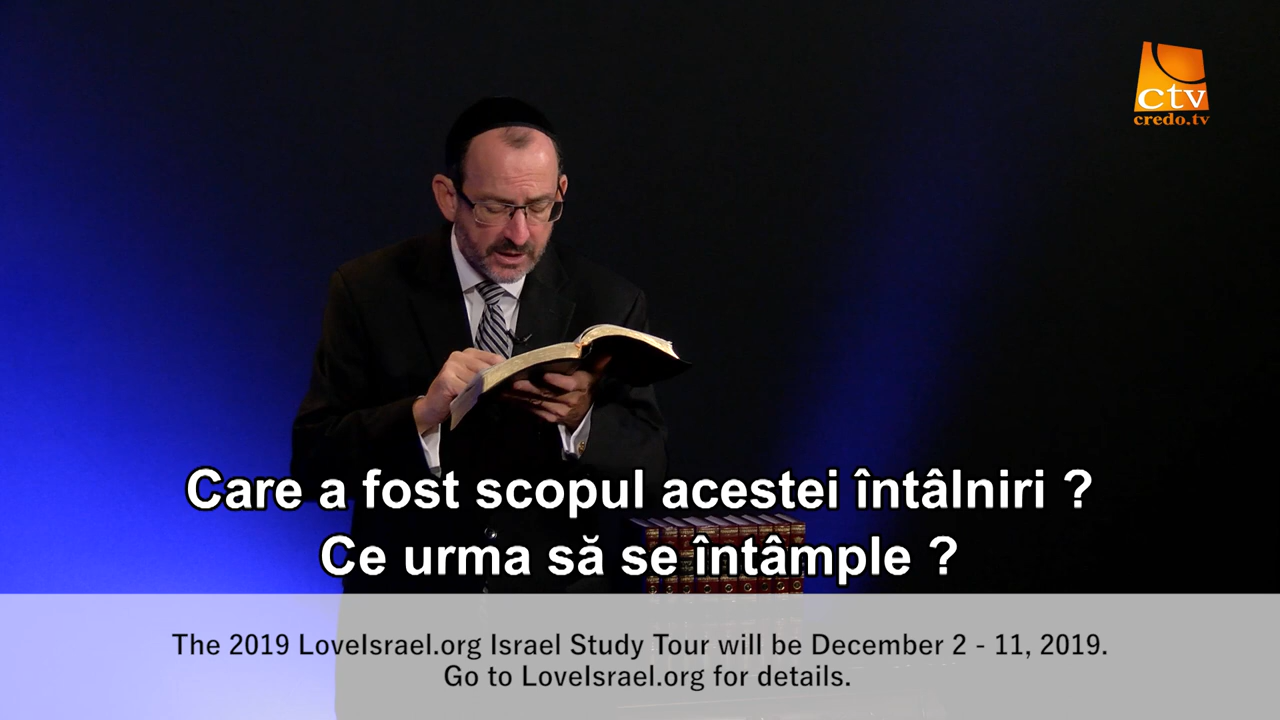 ctv
credo.tv
Care a fost scopul acestei întâlniri ?
Ce urma să se întâmple ?
The 2019 LoveIsrael.org Israel Study Tour will be December 2 - 11, 2019.
Go to LoveIsrael.org for details.